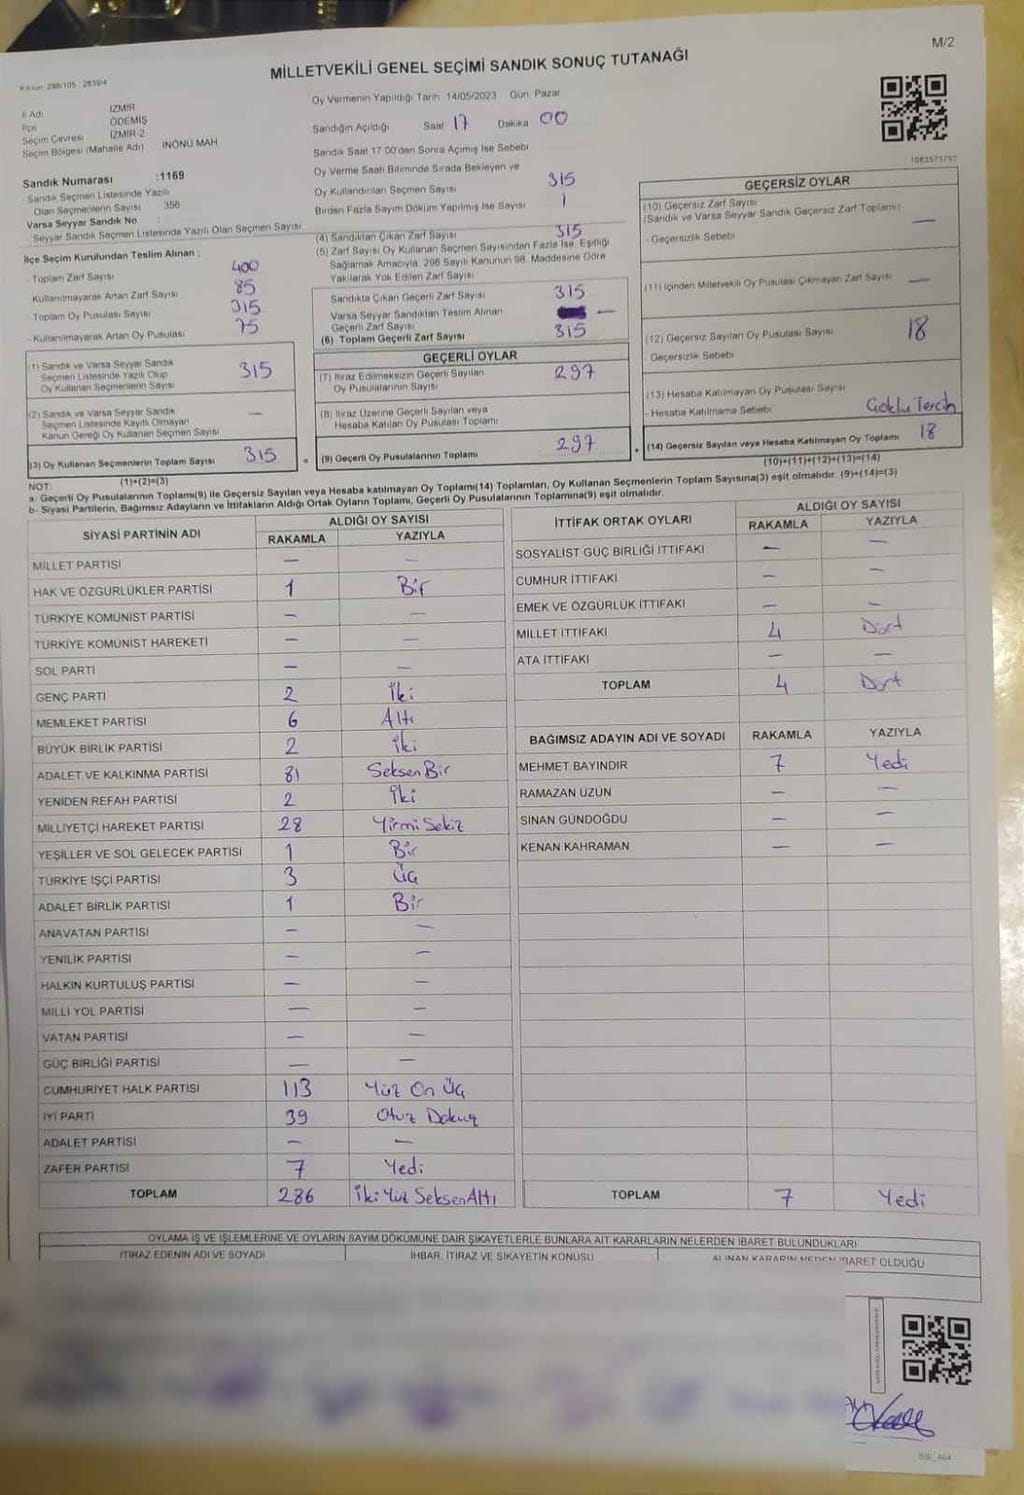 M/2
MİLLETVEKİLİ GENEL SEÇİMİ SANDIK SONUÇ TUTANAĞI
İl Adı İZMİR
İlçe ÖDEMİŞ
Seçim Çevresi İZMİR-2
Seçim Bölgesi (Mahalle Adı) İNÖNÜ MAH
Oy Vermenin Yapıldığı Tarih 14/05/2023 Gün: Pazar
Sandığın Açıldığı Saat 17 Dakika 00
Sandık Saat 17:00'den Sonra Açımış İse Sebebi
Oy Verme Saati Bitiminde Sırada Bekleyen ve
Oy Kullandırılan Seçmen Sayısı 315
Birden Fazla Sayım Döküm Yapılmış İse Sayısı 1
Sandık Numarası :1169
Sandık Seçmen Listesinde Yazılı
Olan Seçmenlerin Sayısı : 356
Varsa Seyyar Sandık No :
Seyyar Sandık Seçmen Listesinde Yazılı Olan Seçmen Sayısı
İlçe Seçim Kurulundan Teslim Alınan :
- Toplam Zarf Sayısı 400
Kullanılmayarak Artan Zarf Sayısı 85
- Toplam Oy Pusulası Sayısı 315
- Kullanılmayarak Artan Oy Pusulası 75
(1) Sandık ve Varsa Seyyar Sandık
Seçmen Listesinde Yazılı Olup
Oy Kullanan Seçmenlerin Sayısı 315
(2) Sandık ve Varsa Seyyar Sandık
Seçmen Listesinde Kayıtlı Olmayan
Kanun Gereği Oy Kullanan Seçmen Sayısı —
(3) Oy Kullanan Seçmenlerin Toplam Sayısı 315
(1)+(2)=(3)
(4) Sandıktan Çıkan Zarf Sayısı 315
(5) Zarf Sayısı Oy Kullanan Seçmen Sayısından Fazla İse, Eşitliği
Sağlamak Amacıyla, 298 Sayılı Kanunun 98. Maddesine Göre
Yakılarak Yok Edilen Zarf Sayısı
Sandıkta Çıkan Geçerli Zarf Sayısı 315
Varsa Seyyar Sandıktan Teslim Alınan
Geçerli Zarf Sayısı —
(6) Toplam Geçerli Zarf Sayısı 315
GEÇERLİ OYLAR
(7) İtiraz Edilmeksizin Geçerli Sayılan
Oy Pusulalarının Sayısı 297
(8) İtiraz Üzerine Geçerli Sayılan veya
Hesaba Katılan Oy Pusulası Toplamı
(9) Geçerli Oy Pusulalarının Toplamı 297
1083575797
GEÇERSİZ OYLAR
(10) Geçersiz Zarf Sayısı
(Sandık ve Varsa Seyyar Sandık Geçersiz Zarf Toplamı) —
- Geçersizlik Sebebi
(11) İçinden Milletvekili Oy Pusulası Çıkmayan Zarf Sayısı —
(12) Geçersiz Sayılan Oy Pusulası Sayısı 18
- Geçersizlik Sebebi
(13) Hesaba Katılmayan Oy Pusulası Sayısı
- Hesaba Katılmama Sebebi Çoklu Tercih
(14) Geçersiz Sayılan veya Hesaba Katılmayan Oy Toplamı 18
(10)+(11)+(12)+(13)=(14)
NOT:
a- Geçerli Oy Pusulalarının Toplamı(9) ile Geçersiz Sayılan veya Hesaba katılmayan Oy Toplamı(14) Toplamları, Oy Kullanan Seçmenlerin Toplam Sayısına(3) eşit olmalıdır. (9)+(14)=(3)
b- Siyasi Partilerin, Bağımsız Adayların ve İttifakların Aldığı Ortak Oyların Toplamı, Geçerli Oy Pusulalarının Toplamına(9) eşit olmalıdır.
SİYASİ PARTİNİN ADI ALDIĞI OY SAYISI
RAKAMLA YAZIYLA
MİLLET PARTİSİ — —
HAK VE ÖZGÜRLÜKLER PARTİSİ 1 Bir
TÜRKİYE KOMÜNİST PARTİSİ — —
TÜRKİYE KOMÜNİST HAREKETİ — —
SOL PARTİ — —
GENÇ PARTİ 2 İki
MEMLEKET PARTİSİ 6 Altı
BÜYÜK BİRLİK PARTİSİ 2 İki
ADALET VE KALKINMA PARTİSİ 81 Seksen Bir
YENİDEN REFAH PARTİSİ 2 İki
MİLLİYETÇİ HAREKET PARTİSİ 28 Yirmi Sekiz
YEŞİLLER VE SOL GELECEK PARTİSİ 1 Bir
TÜRKİYE İŞÇİ PARTİSİ 3 Üç
ADALET BİRLİK PARTİSİ 1 Bir
ANAVATAN PARTİSİ — —
YENİLİK PARTİSİ — —
HALKIN KURTULUŞ PARTİSİ — —
MİLLİ YOL PARTİSİ — —
VATAN PARTİSİ — —
GÜÇ BİRLİĞİ PARTİSİ — —
CUMHURİYET HALK PARTİSİ 113 Yüz On Üç
İYİ PARTİ 39 Otuz Dokuz
ADALET PARTİSİ — —
ZAFER PARTİSİ 7 Yedi
TOPLAM 286 İki Yüz Seksen Altı
İTTİFAK ORTAK OYLARI ALDIĞI OY SAYISI
RAKAMLA YAZIYLA
SOSYALİST GÜÇ BİRLİĞİ İTTİFAKI — —
CUMHUR İTTİFAKI — —
EMEK VE ÖZGÜRLÜK İTTİFAKI — —
MİLLET İTTİFAKI 4 Dört
ATA İTTİFAKI — —
TOPLAM 4 Dört
BAĞIMSIZ ADAYIN ADI VE SOYADI RAKAMLA YAZIYLA
MEHMET BAYINDIR 7 Yedi
RAMAZAN UZUN — —
SİNAN GÜNDOĞDU — —
KENAN KAHRAMAN — —
TOPLAM 7 Yedi
OYLAMA İŞ VE İŞLEMLERİNE VE OYLARIN SAYIM DÖKÜMÜNE DAİR ŞİKAYETLERLE BUNLARA AİT KARARLARIN NELERDEN İBARET BULUNDUKLARI
İTİRAZ EDENİN ADI VE SOYADI İHBAR, İTİRAZ VE ŞİKAYETİN KONUSU ALINAN KARARIN NEDEN İBARET OLDUĞU